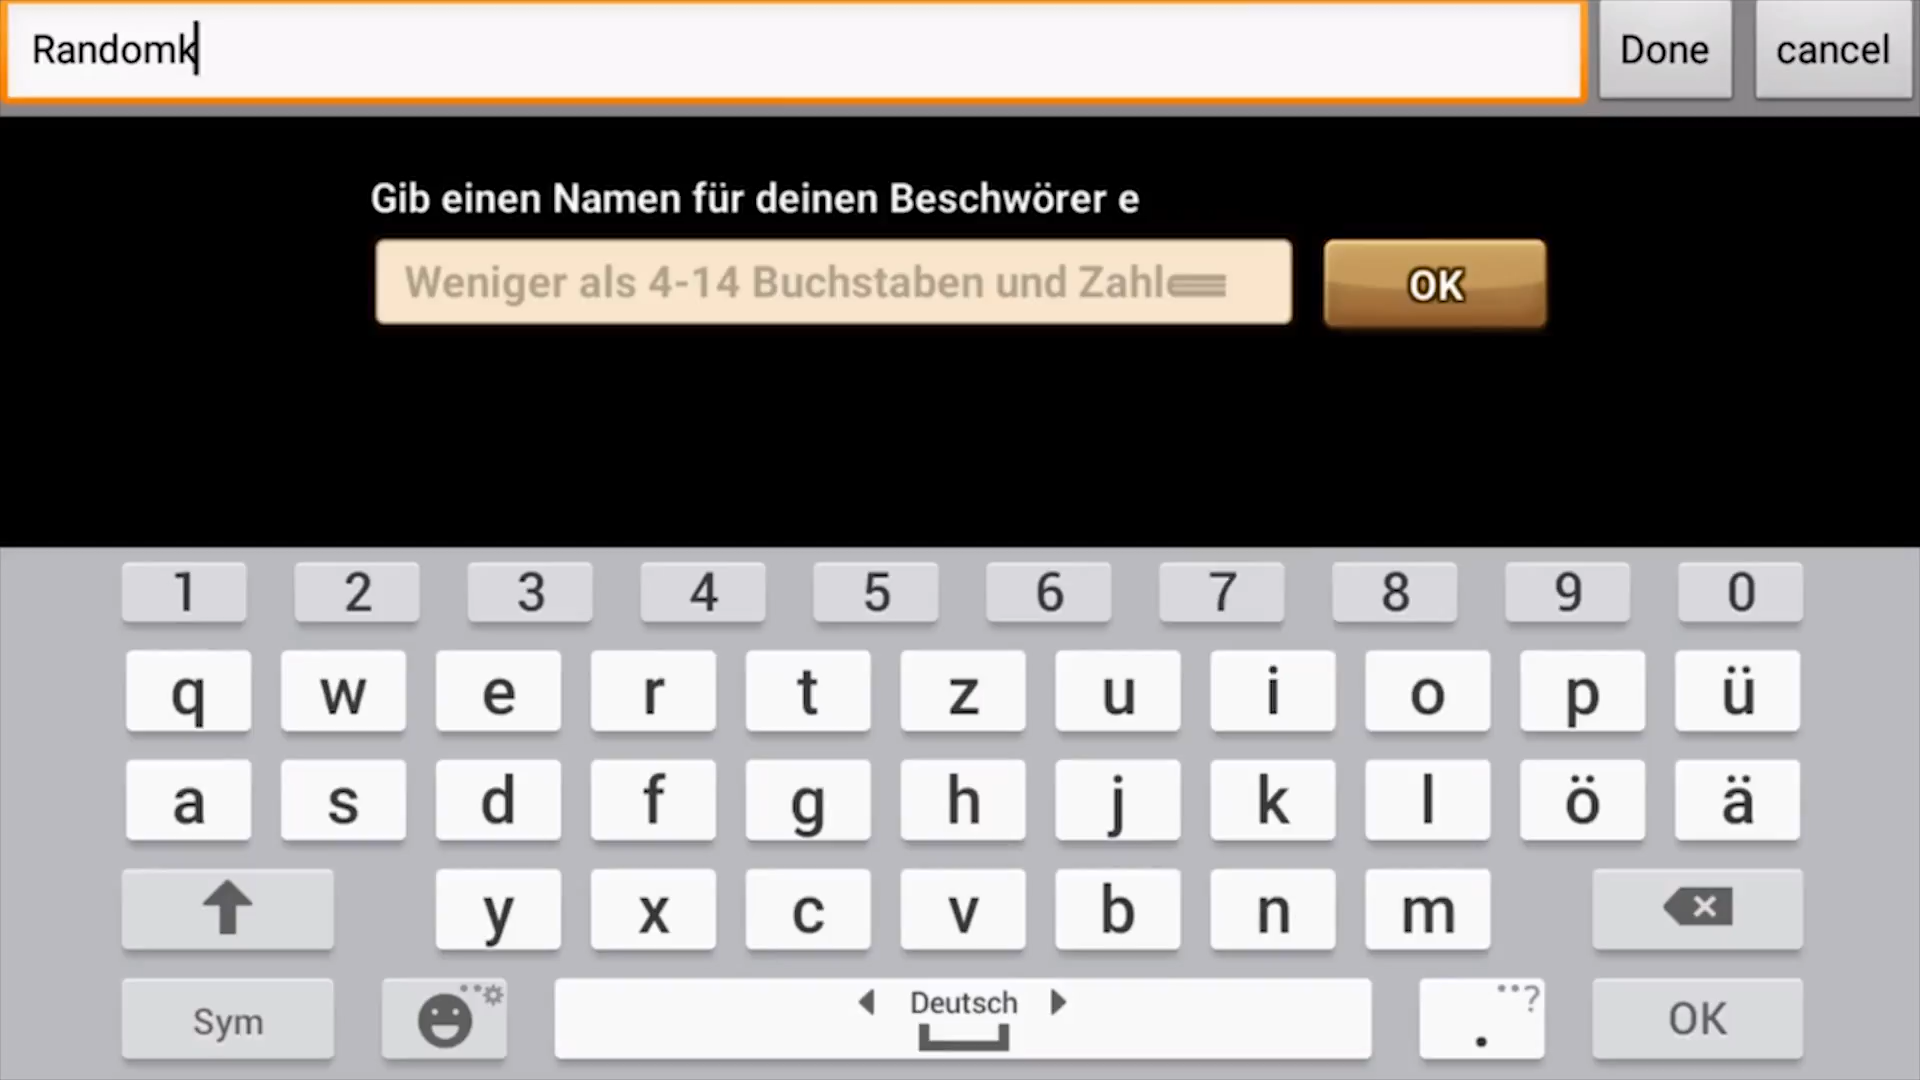 Randomk
Done
cancel
Gib einen Namen für deinen Beschwörer e
Weniger als 4-14 Buchstaben und Zahl
OK
1 2 3 4 5 6 7 8 9 0
q w e r t z u i o p ü
a s d f g h j k l ö ä
y x c v b n m
Sym
Deutsch
. ?
OK